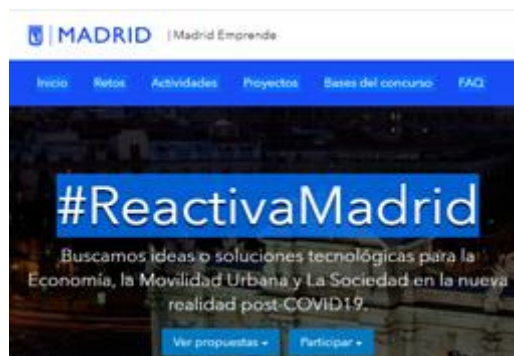 MADRID | Madrid Emprende
Inicio Retos Actividades Proyectos Bases del concurso FAQ
#ReactivaMadrid
Buscamos ideas o soluciones tecnológicas para la
Economía, la Movilidad Urbana y La Sociedad en la nueva
realidad post-COVID19.
Ver propuestas Participar